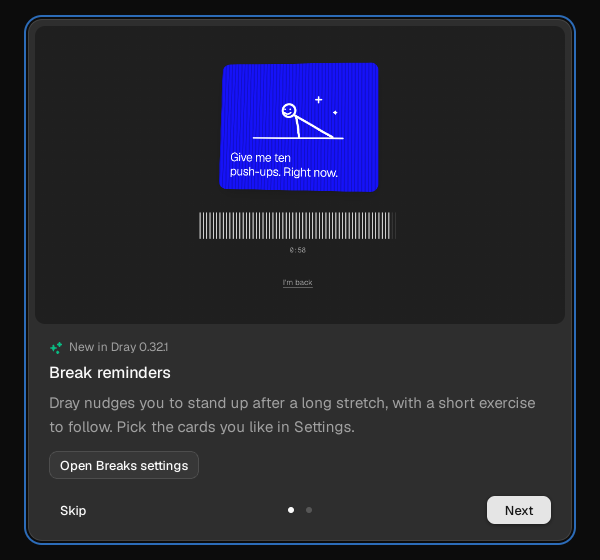 Give me ten
push-ups. Right now.
0:58
I'm back
New in Dray 0.32.1
Break reminders
Dray nudges you to stand up after a long stretch, with a short exercise
to follow. Pick the cards you like in Settings.
Open Breaks settings
Skip
Next